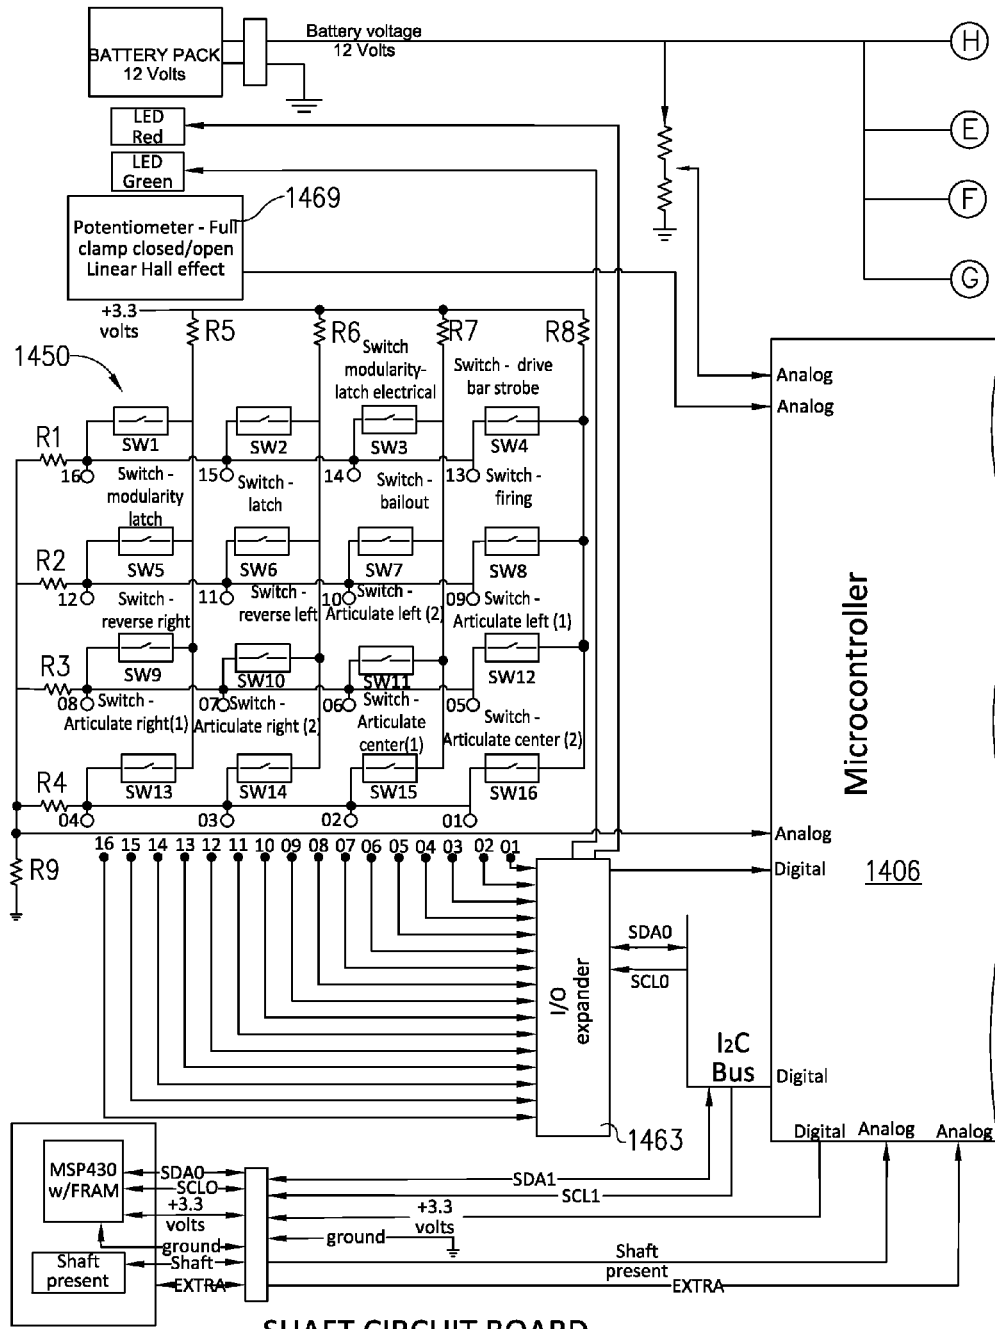 BATTERY PACK
12 Volts
Battery voltage
12 Volts
H
LED
Red
E
LED
Green
1469
F
Potentiometer - Full
clamp closed/open
Linear Hall effect
G
+3.3
volts
R5
R6
R7
R8
1450
Switch
modularity-
latch electrical
Switch - drive
bar strobe
Analog
Analog
R1
SW1
SW2
SW3
SW4
16
15
14
13
Switch -
modularity
latch
Switch -
latch
Switch -
bailout
Switch -
firing
R2
SW5
SW6
SW7
SW8
12
11
10
09
Switch -
reverse right
Switch -
reverse left
Switch -
Articulate left (2)
Switch -
Articulate left (1)
R3
SW9
SW10
SW11
SW12
08
07
06
05
Switch -
Articulate right(1)
Switch -
Articulate right (2)
Switch -
Articulate
center(1)
Switch -
Articulate center (2)
R4
SW13
SW14
SW15
SW16
04
03
02
01
Microcontroller
1406
Analog
Digital
R9
16 15 14 13 12 11 10 09 08 07 06 05 04 03 02 01
I/O
expander
1463
SDA0
SCL0
I2C
Bus
Digital
Digital
Analog
Analog
MSP430
w/FRAM
SDA0
SCLO
+3.3
volts
ground
Shaft
present
Shaft
EXTRA
SDA1
SCL1
+3.3
volts
ground
Shaft
present
EXTRA
SHAFT CIRCUIT BOARD